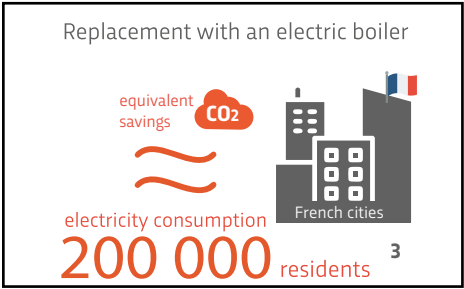 Replacement with an electric boiler
equivalent
savings
CO2
French cities
electricity consumption
200 000 residents
3